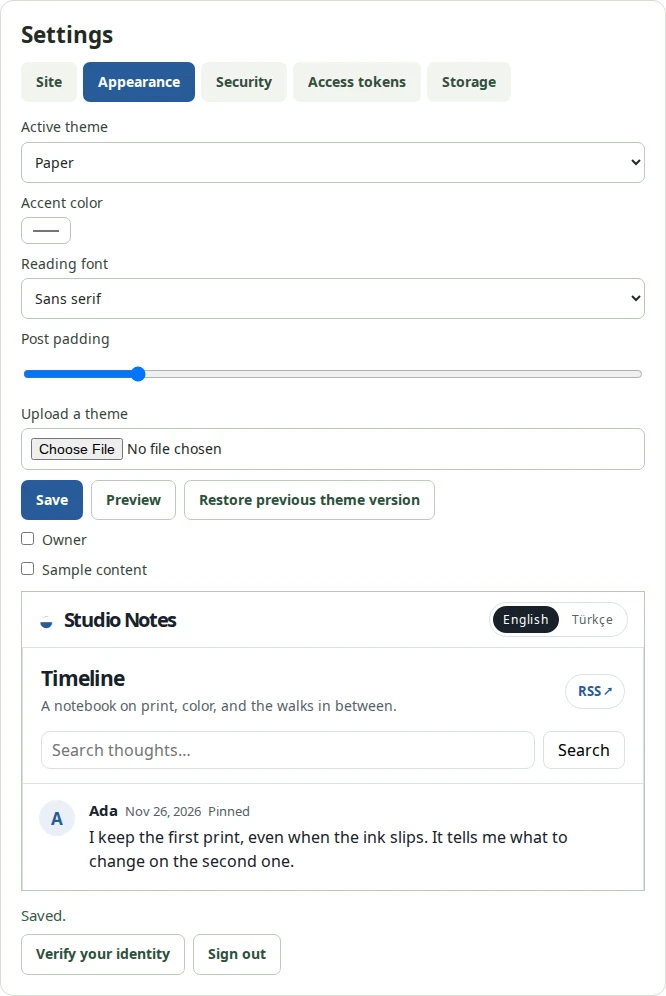 Settings
Site Appearance Security Access tokens Storage
Active theme
Paper
Accent color
Reading font
Sans serif
Post padding
Upload a theme
Choose File No file chosen
Save Preview Restore previous theme version
Owner
Sample content
Studio Notes English Türkçe
Timeline
A notebook on print, color, and the walks in between.
RSS↗
Search thoughts... Search
A Ada Nov 26, 2026 Pinned
I keep the first print, even when the ink slips. It tells me what to
change on the second one.
Saved.
Verify your identity Sign out